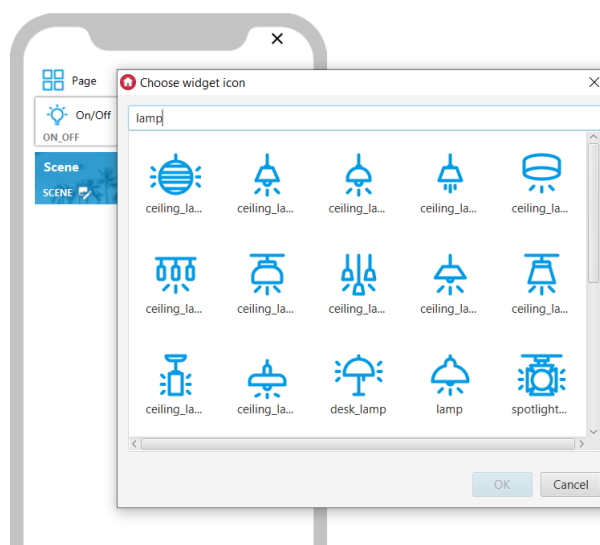 Page
Choose widget icon
On/Off
ON_OFF
lamp
Scene
SCENE
ceiling_la... ceiling_la... ceiling_la... ceiling_la... ceiling_la...
ceiling_la... ceiling_la... ceiling_la... ceiling_la... ceiling_la...
ceiling_la... ceiling_la... desk_lamp lamp spotlight...
OK Cancel